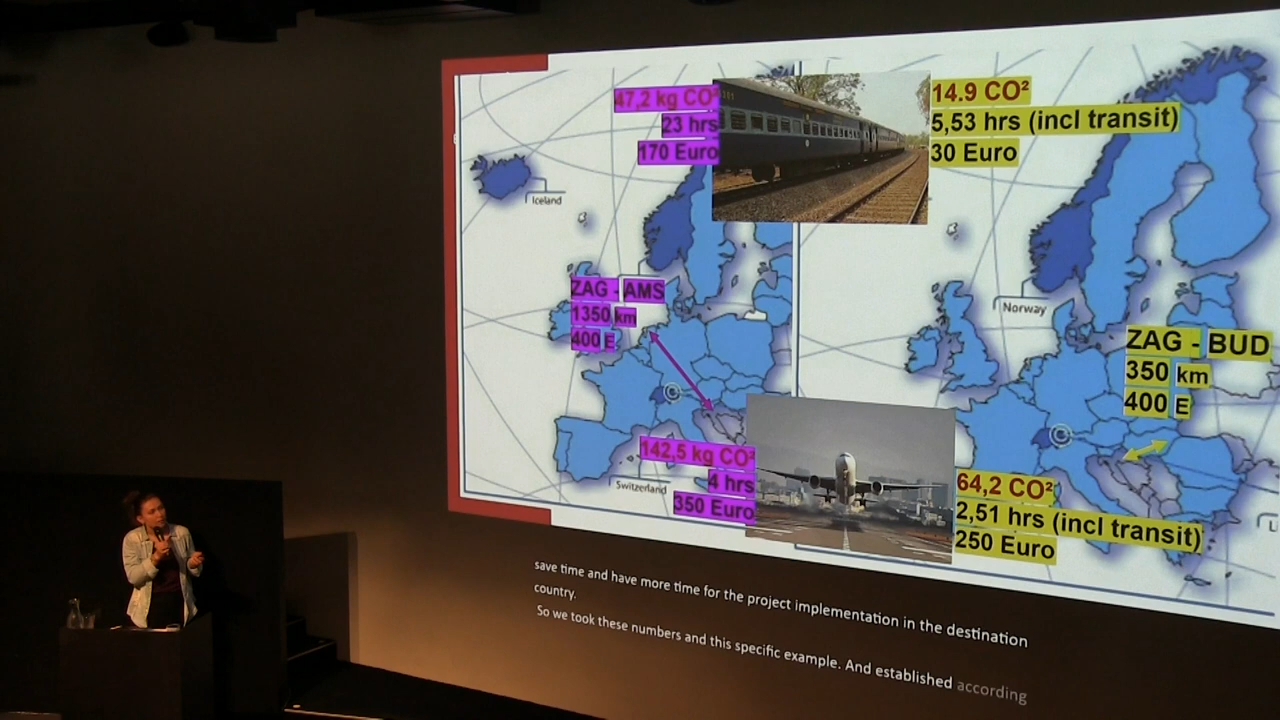 47,2 kg CO²
23 hrs
170 Euro
14.9 CO²
5,53 hrs (incl transit)
30 Euro
Iceland
ZAG - AMS
1350 km
400 E
Norway
ZAG - BUD
350 km
400 E
142,5 kg CO²
4 hrs
350 Euro
Switzerland
64,2 CO²
2,51 hrs (incl transit)
250 Euro
save time and have more time for the project implementation in the destination
country.
So we took these numbers and this specific example. And established according